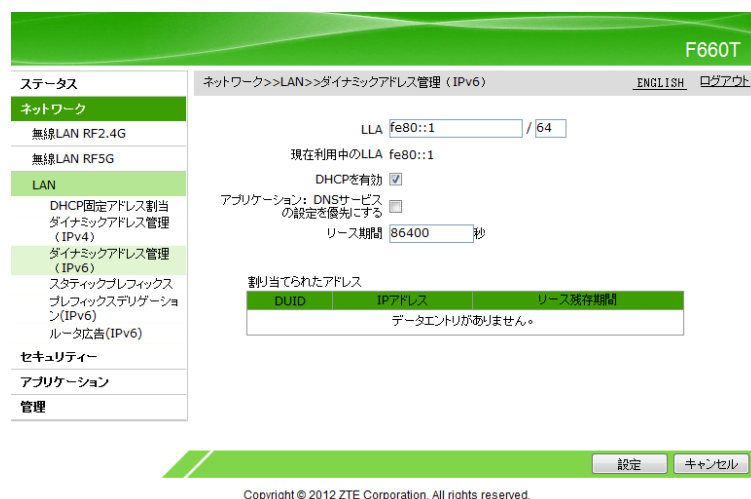 F660T
ステータス
ネットワーク
無線LAN RF2.4G
無線LAN RF5G
LAN
DHCP固定アドレス割当
ダイナミックアドレス管理
（IPv4）
ダイナミックアドレス管理
（IPv6）
スタティックプレフィックス
プレフィックスデリゲーショ
ン(IPv6)
ルータ広告(IPv6)
セキュリティー
アプリケーション
管理
ネットワーク>>LAN>>ダイナミックアドレス管理（IPv6） ENGLISH ログアウト
LLA fe80::1 / 64
現在利用中のLLA fe80::1
DHCPを有効
アプリケーション: DNSサービス
の設定を優先にする
リース期間 86400 秒
割り当てられたアドレス
DUID IPアドレス リース残存期間
データエントリがありません。
設定 キャンセル
Copyright © 2012 ZTE Corporation. All rights reserved.